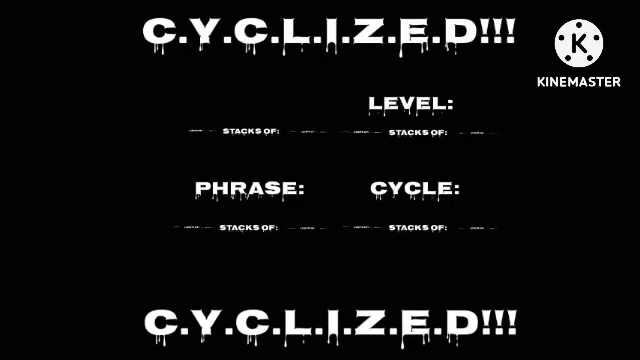 C.Y.C.L.I.Z.E.D!!!
K
KINEMASTER
LEVEL:
STACKS OF: STACKS OF:
PHRASE: CYCLE:
STACKS OF: STACKS OF:
C.Y.C.L.I.Z.E.D!!!